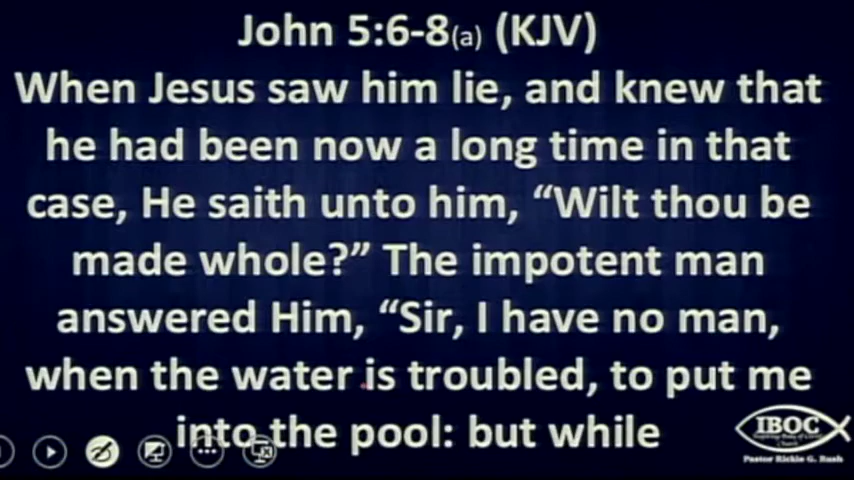 John 5:6-8(a) (KJV)
When Jesus saw him lie, and knew that
he had been now a long time in that
case, He saith unto him, “Wilt thou be
made whole?” The impotent man
answered Him, “Sir, I have no man,
when the water is troubled, to put me
into the pool: but while
IBOC
Church
Pastor Rickie G. Rush